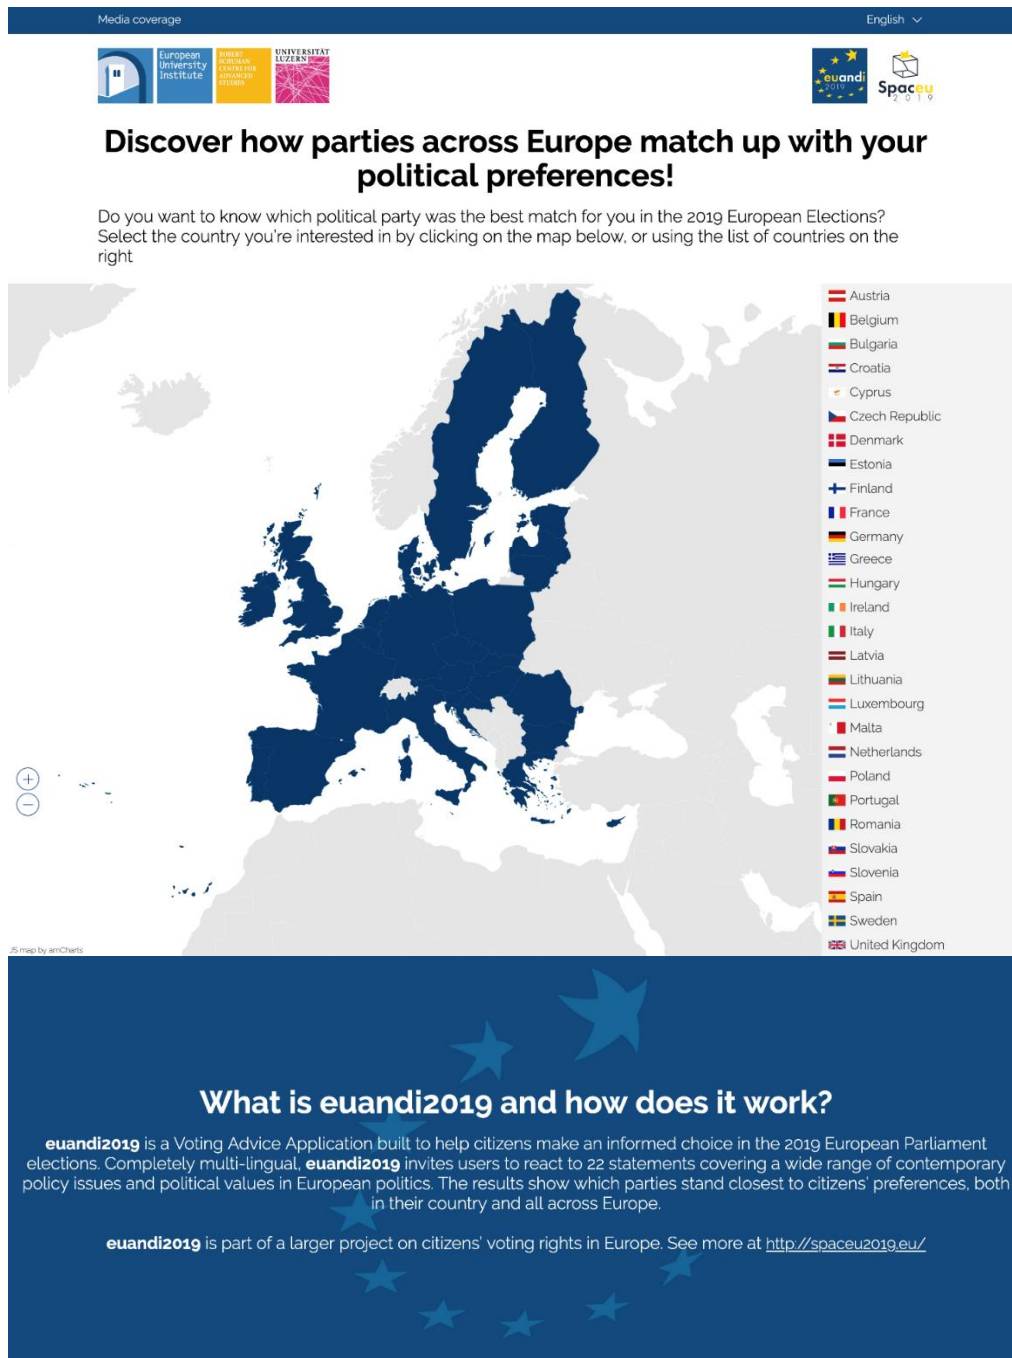 Media coverage
English
European
University
Institute
ROBERT
SCHUMAN
CENTRE FOR
ADVANCED
STUDIES
UNIVERSITÄT
LUZERN
euandi
2019
Spaceu
2019
Discover how parties across Europe match up with your
political preferences!
Do you want to know which political party was the best match for you in the 2019 European Elections?
Select the country you're interested in by clicking on the map below, or using the list of countries on the
right
Austria
Belgium
Bulgaria
Croatia
Cyprus
Czech Republic
Denmark
Estonia
Finland
France
Germany
Greece
Hungary
Ireland
Italy
Latvia
Lithuania
Luxembourg
Malta
Netherlands
Poland
Portugal
Romania
Slovakia
Slovenia
Spain
Sweden
United Kingdom
JS map by amCharts
What is euandi2019 and how does it work?
euandi2019 is a Voting Advice Application built to help citizens make an informed choice in the 2019 European Parliament
elections. Completely multi-lingual, euandi2019 invites users to react to 22 statements covering a wide range of contemporary
policy issues and political values in European politics. The results show which parties stand closest to citizens' preferences, both
in their country and all across Europe.
euandi2019 is part of a larger project on citizens' voting rights in Europe. See more at http://spaceu2019.eu/